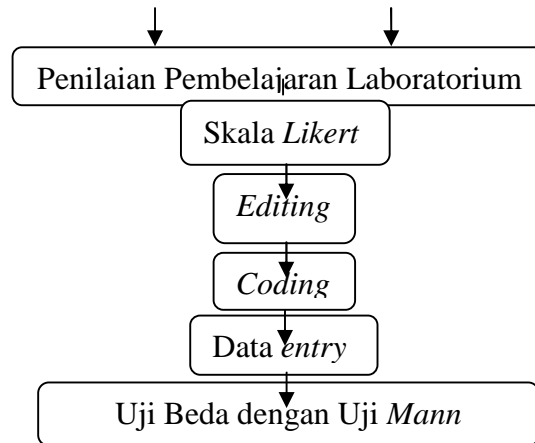 Penilaian Pembelajaran Laboratorium
Skala Likert
Editing
Coding
Data entry
Uji Beda dengan Uji Mann